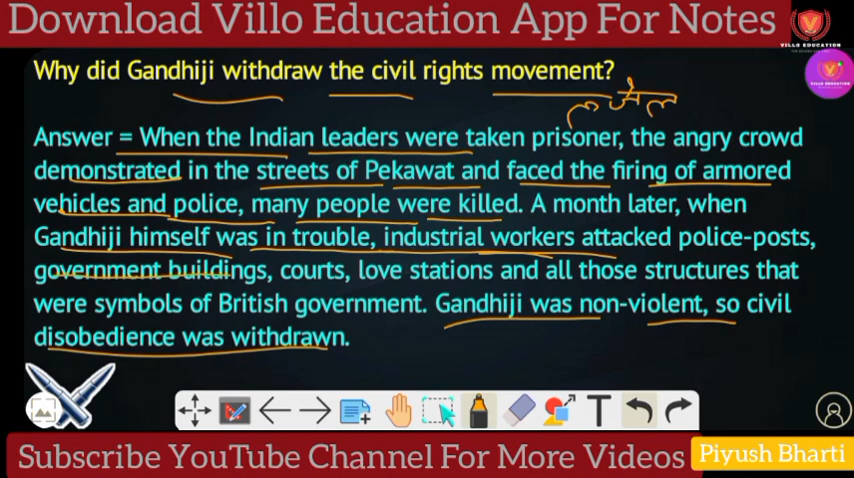 Download Villo Education App For Notes
VILLO EDUCATION
Why did Gandhiji withdraw the civil rights movement?
Answer = When the Indian leaders were taken prisoner, the angry crowd
demonstrated in the streets of Pekawat and faced the firing of armored
vehicles and police, many people were killed. A month later, when
Gandhiji himself was in trouble, industrial workers attacked police-posts,
government buildings, courts, love stations and all those structures that
were symbols of British government. Gandhiji was non-violent, so civil
disobedience was withdrawn.
T
Subscribe YouTube Channel For More Videos
Piyush Bharti